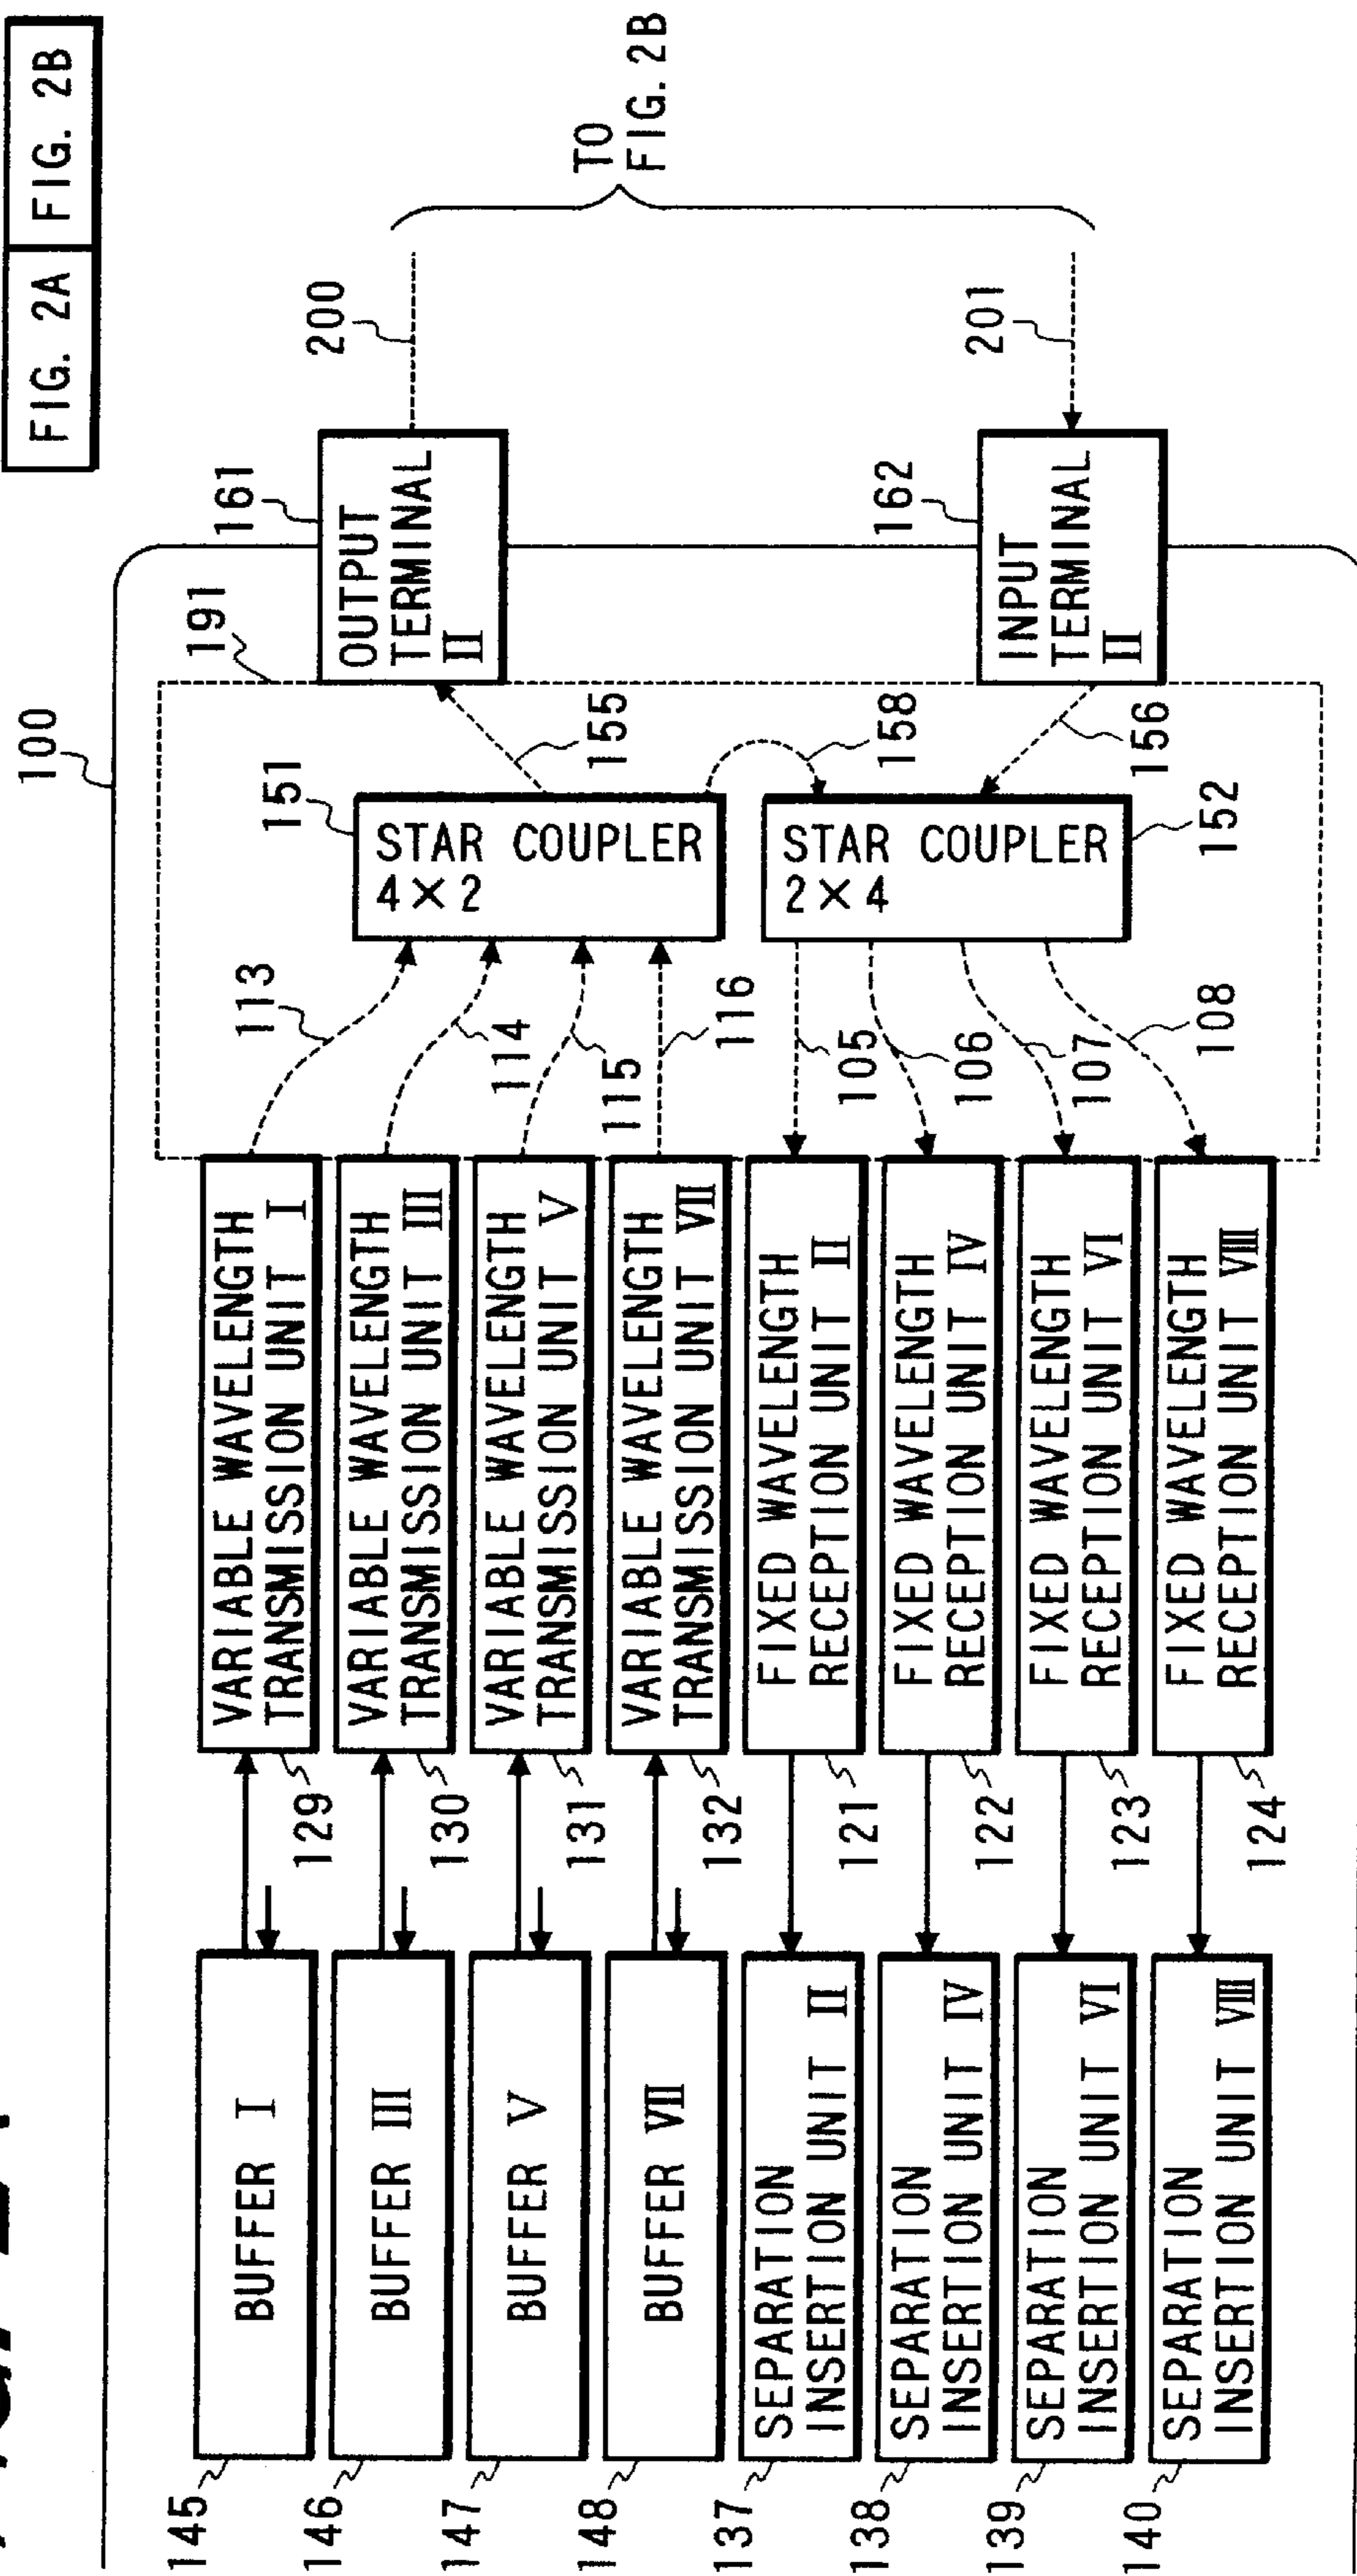 FIG. 2A
FIG. 2B
100
191
161
200
OUTPUT
TERMINAL
II
151
155
STAR COUPLER
4×2
158
TO
FIG. 2B
113
114
115
116
145
BUFFER I
129
VARIABLE WAVELENGTH
TRANSMISSION UNIT I
146
BUFFER III
130
VARIABLE WAVELENGTH
TRANSMISSION UNIT III
147
BUFFER V
131
VARIABLE WAVELENGTH
TRANSMISSION UNIT V
148
BUFFER VII
132
VARIABLE WAVELENGTH
TRANSMISSION UNIT VII
137
SEPARATION
INSERTION UNIT II
121
FIXED WAVELENGTH
RECEPTION UNIT II
138
SEPARATION
INSERTION UNIT IV
122
FIXED WAVELENGTH
RECEPTION UNIT IV
139
SEPARATION
INSERTION UNIT VI
123
FIXED WAVELENGTH
RECEPTION UNIT VI
140
SEPARATION
INSERTION UNIT VIII
124
FIXED WAVELENGTH
RECEPTION UNIT VIII
105
106
107
108
STAR COUPLER
2×4
152
156
162
201
INPUT
TERMINAL
II